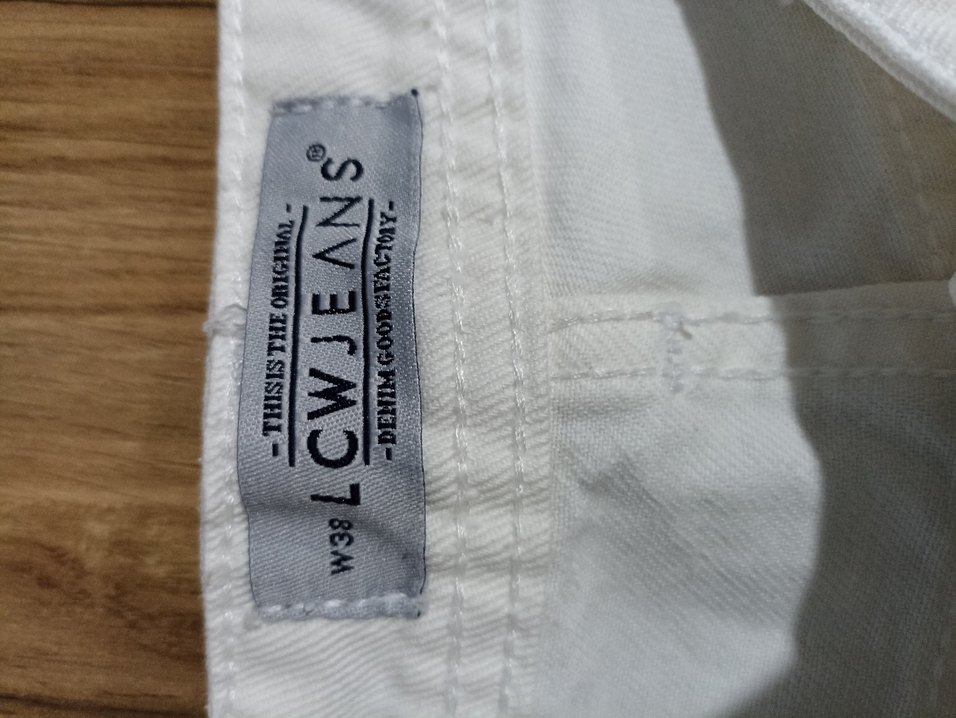 - THIS IS THE ORIGINAL -
W38 LCWJEANS®
- DENIM GOODS FACTORY -